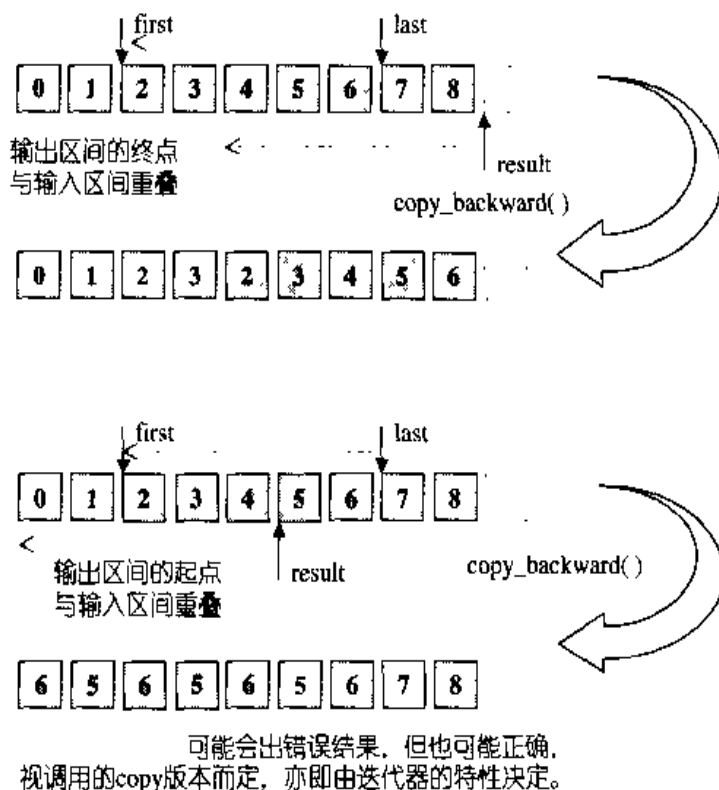 first last
0 1 2 3 4 5 6 7 8
输出区间的终点
与输入区间重叠
result
copy_backward( )
0 1 2 3 2 3 4 5 6
first last
0 1 2 3 4 5 6 7 8
输出区间的起点
与输入区间重叠
result
copy_backward( )
6 5 6 5 6 5 6 7 8
可能会出错误结果，但也可能正确，
视调用的copy版本而定，亦即由迭代器的特性决定。